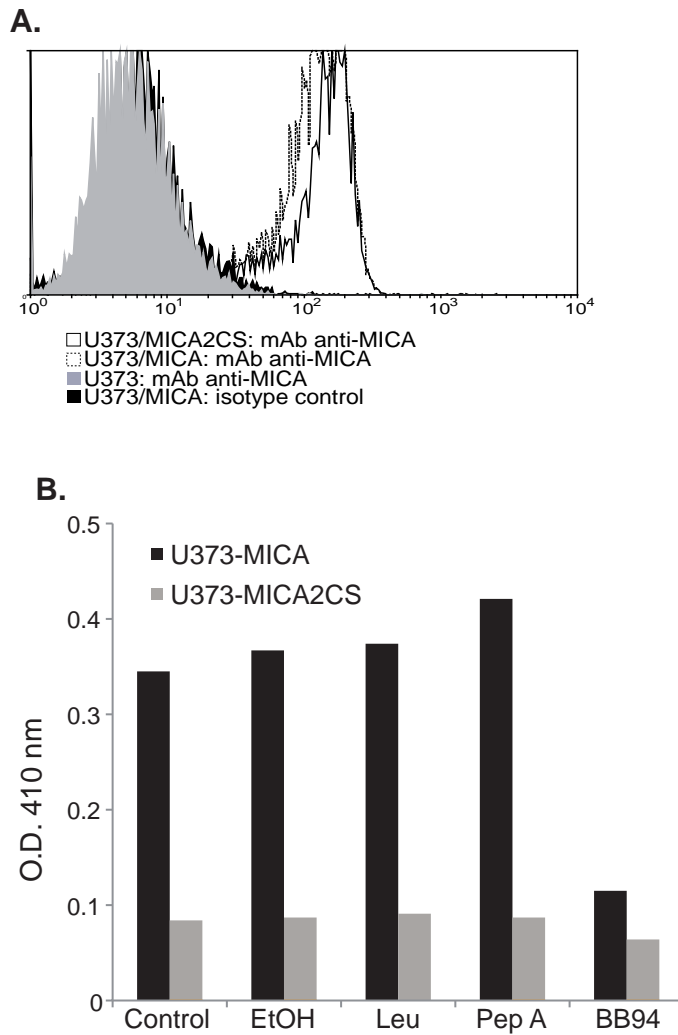 A.
10⁰ 10¹ 10² 10³ 10⁴
U373/MICA2CS: mAb anti-MICA
U373/MICA: mAb anti-MICA
U373: mAb anti-MICA
U373/MICA: isotype control
B.
0.5
U373-MICA
U373-MICA2CS
0.4
0.3
0.2
0.1
0
O.D. 410 nm
Control EtOH Leu Pep A BB94